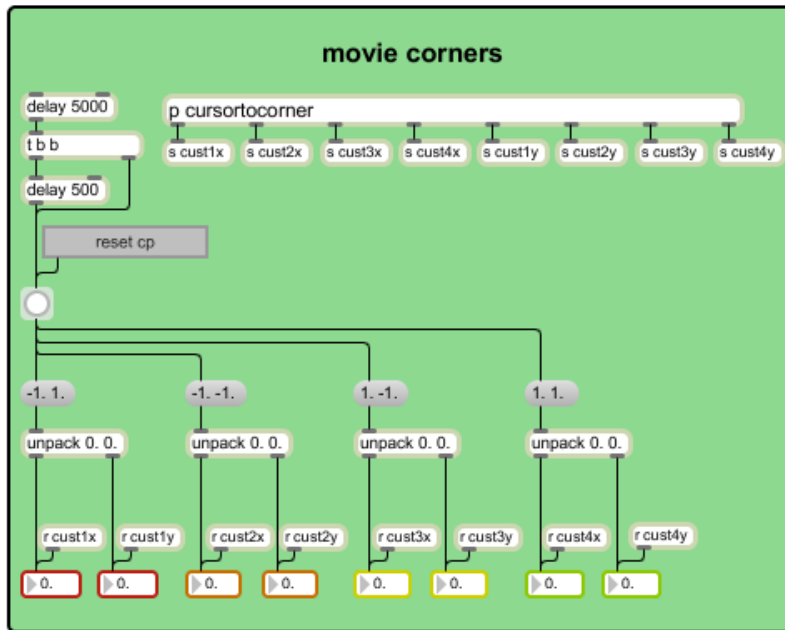 movie corners
delay 5000
p cursortocorner
t b b
s cust1x s cust2x s cust3x s cust4x s cust1y s cust2y s cust3y s cust4y
delay 500
reset cp
-1. 1. -1. -1. 1. -1. 1. 1.
unpack 0. 0. unpack 0. 0. unpack 0. 0. unpack 0. 0.
r cust1x r cust1y r cust2x r cust2y r cust3x r cust3y r cust4x r cust4y
0. 0. 0. 0. 0. 0. 0. 0.